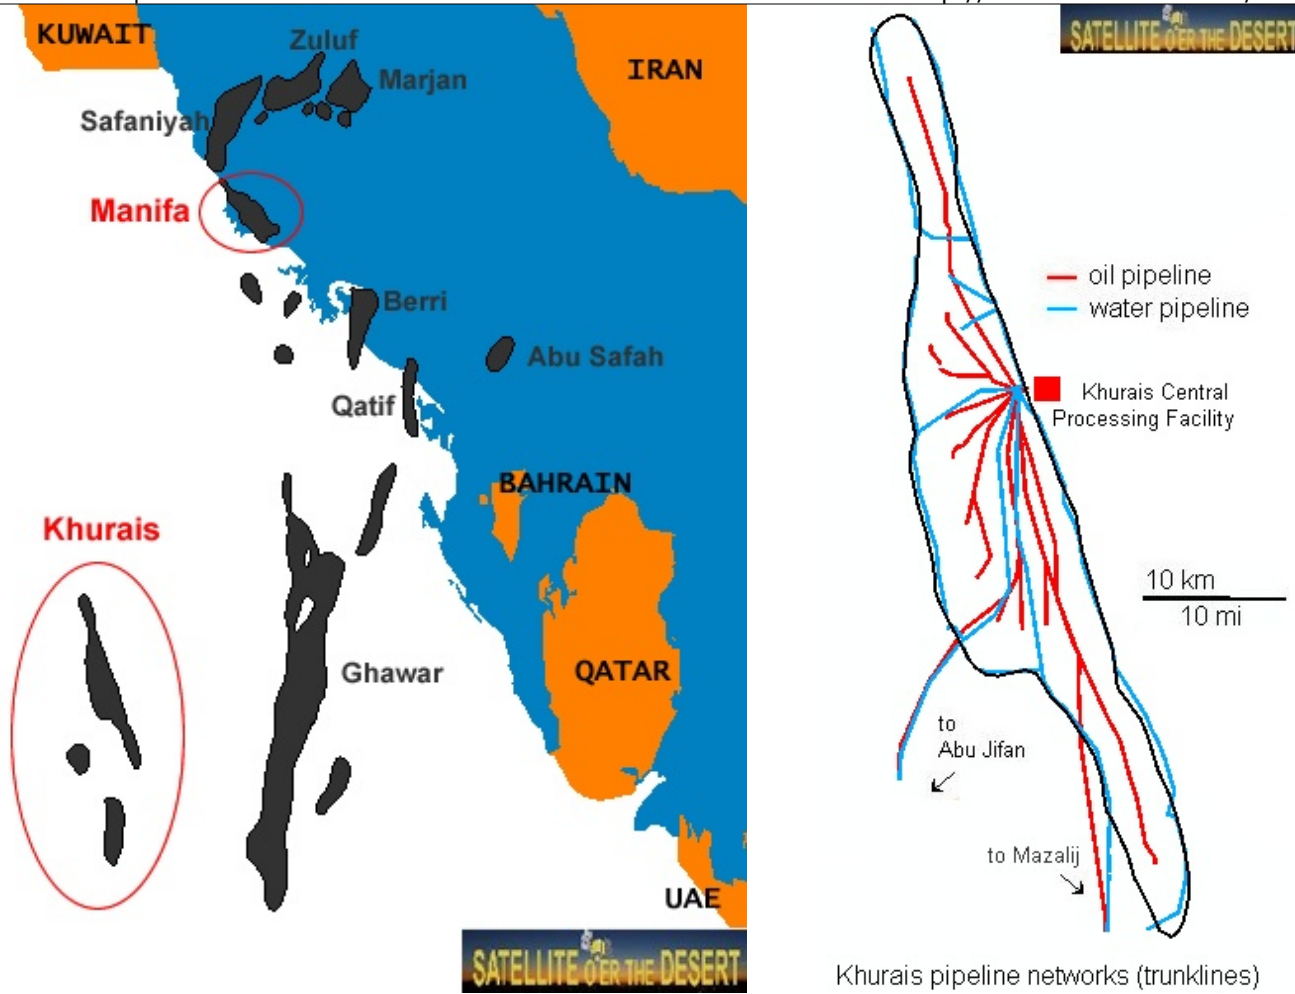 KUWAIT
Zuluf
IRAN
Marjan
Safaniyah
Manifa
Berri
Abu Safah
Qatif
BAHRAIN
Khurais
Ghawar
QATAR
UAE
SATELLITE O'ER THE DESERT
SATELLITE O'ER THE DESERT
oil pipeline
water pipeline
Khurais Central
Processing Facility
10 km
10 mi
to
Abu Jifan
to Mazalij
Khurais pipeline networks (trunklines)